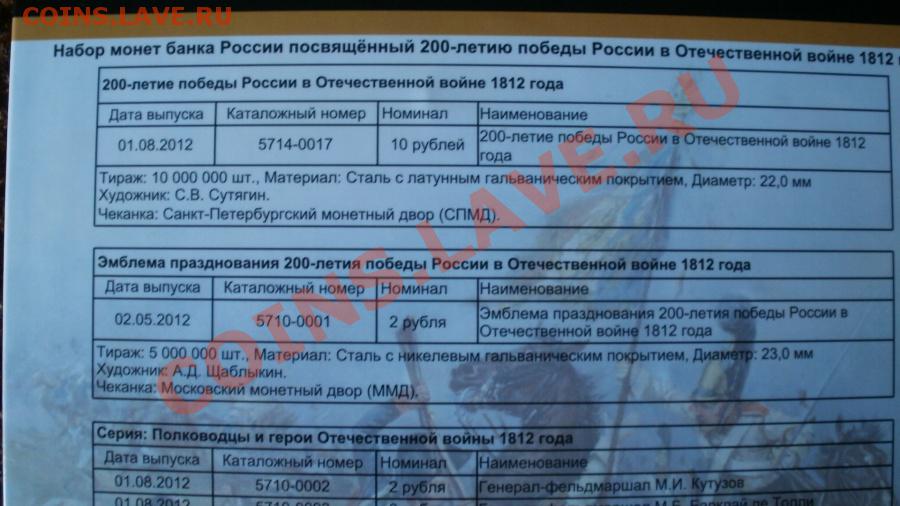 COINS.LAVE.RU
Набор монет банка России посвящённый 200-летию победы России в Отечественной войне 1812
200-летие победы России в Отечественной войне 1812 года
Дата выпуска Каталожный номер Номинал Наименование
01.08.2012 5714-0017 10 рублей 200-летие победы России в Отечественной войне 1812
года
Тираж: 10 000 000 шт., Материал: Сталь с латунным гальваническим покрытием, Диаметр: 22,0 мм
Художник: С.В. Сутягин.
Чеканка: Санкт-Петербургский монетный двор (СПМД).
Эмблема празднования 200-летия победы России в Отечественной войне 1812 года
Дата выпуска Каталожный номер Номинал Наименование
02.05.2012 5710-0001 2 рубля Эмблема празднования 200-летия победы России в
Отечественной войне 1812 года
Тираж: 5 000 000 шт., Материал: Сталь с никелевым гальваническим покрытием, Диаметр: 23,0 мм
Художник: А.Д. Щаблыкин.
Чеканка: Московский монетный двор (ММД).
Серия: Полководцы и герои Отечественной войны 1812 года
Дата выпуска Каталожный номер Номинал Наименование
01.08.2012 5710-0002 2 рубля Генерал-фельдмаршал М.И. Кутузов
01.08.2012
COINS.LAVE.RU